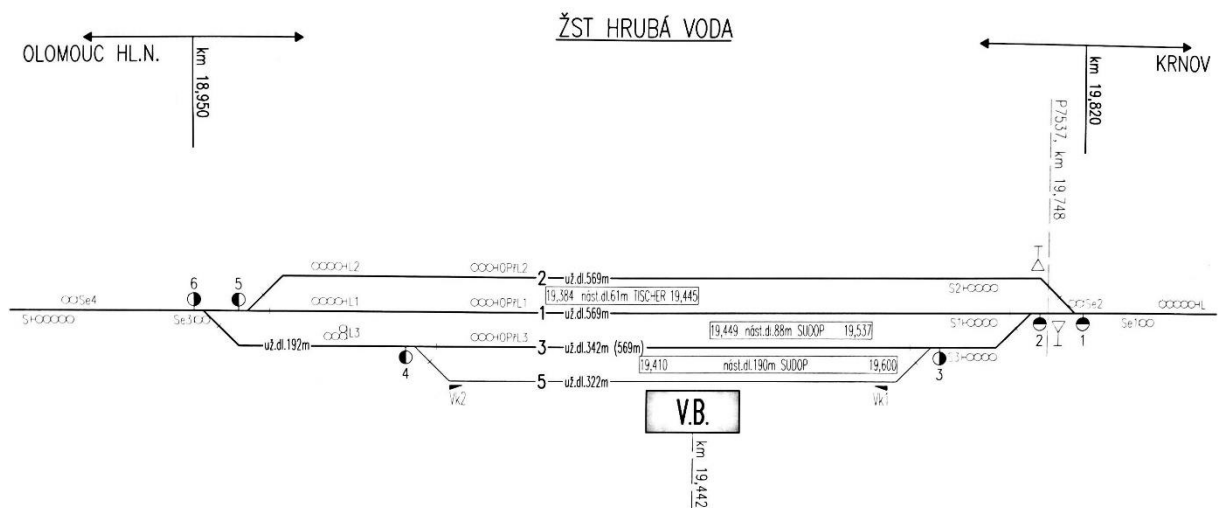 ŽST HRUBÁ VODA
OLOMOUC HL.N.
km 18,950
KRNOV
km 19,820
P7537, km 19,748
L2
OPřL2
2 už.dl.569m
S2
6
5
Se4
L1
OPřL1
19,384 nást.dl.61m TISCHER 19,445
Se2
L
S
Se3
1 už.dl.569m
S1
2
1
Se1
L3
OPřL3
19,449 nást.dl.88m SUDOP 19,537
už.dl.192m
3 už.dl.342m (569m)
S3
4
19,410 nást.dl.190m SUDOP 19,600
3
5 už.dl.322m
Vk2
Vk1
V.B.
km 19,442